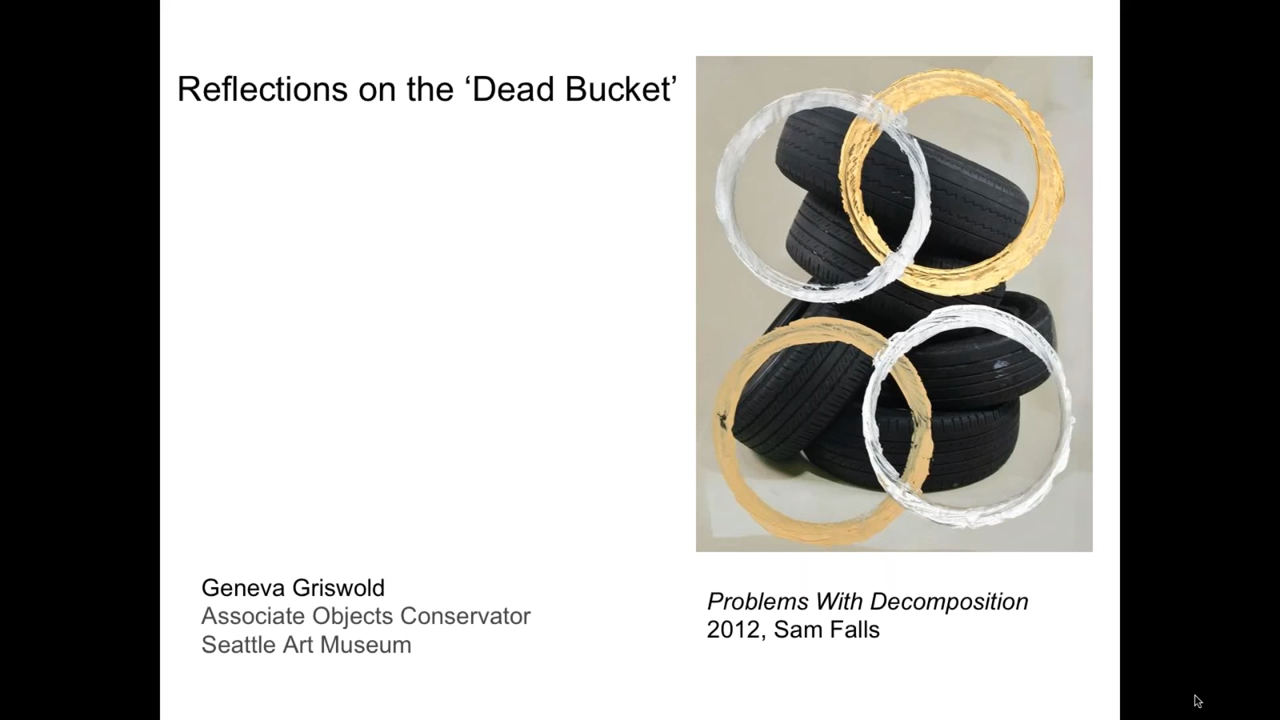 Reflections on the ‘Dead Bucket’
Geneva Griswold
Associate Objects Conservator
Seattle Art Museum
Problems With Decomposition
2012, Sam Falls